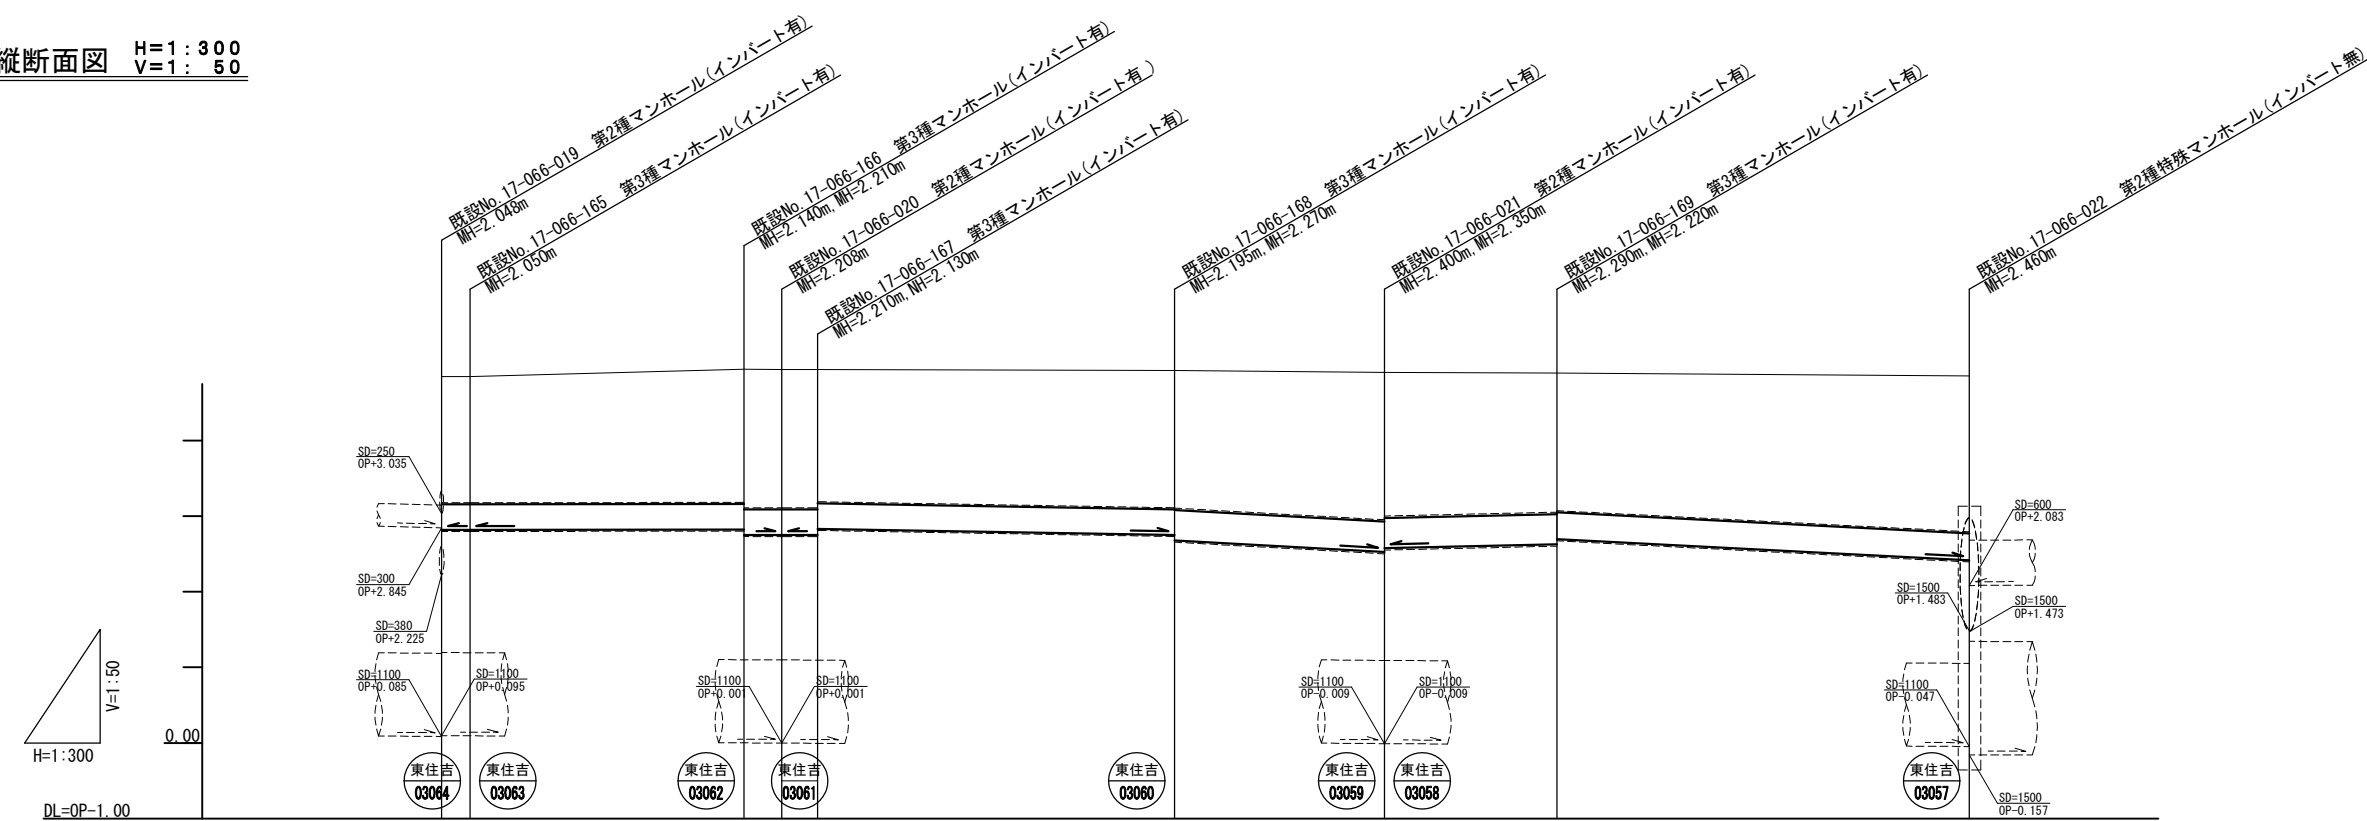 縦断面図
H=1:300
V=1: 50
既設No.17-066-019　第2種マンホール(インバート有)
MH=2.048m
既設No.17-066-165　第3種マンホール(インバート有)
MH=2.050m
既設No.17-066-166　第3種マンホール(インバート有)
MH=2.140m,MH=2.210m
既設No.17-066-020　第2種マンホール(インバート有)
MH=2.208m
既設No.17-066-167　第3種マンホール(インバート有)
MH=2.210m,NH=2.130m
既設No.17-066-168　第3種マンホール(インバート有)
MH=2.195m,MH=2.270m
既設No.17-066-021　第2種マンホール(インバート有)
MH=2.400m,MH=2.350m
既設No.17-066-169　第3種マンホール(インバート有)
MH=2.290m,MH=2.220m
既設No.17-066-022　第2種特殊マンホール(インバート無)
MH=2.460m
SD=250
OP+3.035
SD=300
OP+2.845
SD=380
OP+2.225
SD=1100
OP+0.085
SD=1100
OP+0.095
SD=1100
OP+0.001
SD=1100
OP+0.001
SD=1100
OP-0.009
SD=1100
OP-0.009
SD=600
OP+2.083
SD=1500
OP+1.483
SD=1500
OP+1.473
SD=1100
OP-0.047
SD=1500
OP-0.157
V=1:50
H=1:300
0.00
DL=OP-1.00
東住吉
03064
東住吉
03063
東住吉
03062
東住吉
03061
東住吉
03060
東住吉
03059
東住吉
03058
東住吉
03057